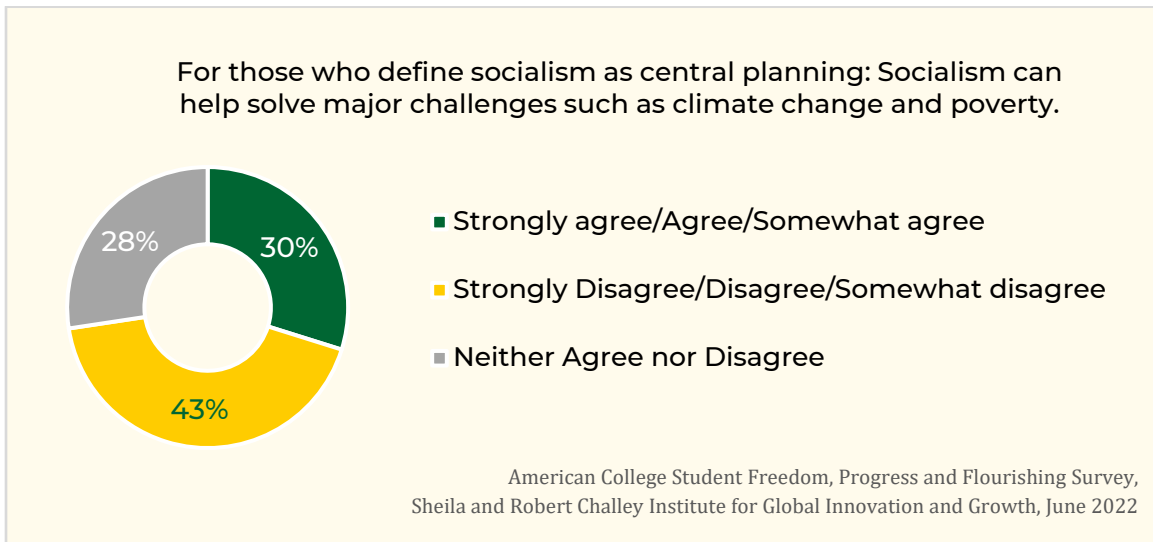 For those who define socialism as central planning: Socialism can
help solve major challenges such as climate change and poverty.
28%
30%
43%
Strongly agree/Agree/Somewhat agree
Strongly Disagree/Disagree/Somewhat disagree
Neither Agree nor Disagree
American College Student Freedom, Progress and Flourishing Survey,
Sheila and Robert Challey Institute for Global Innovation and Growth, June 2022